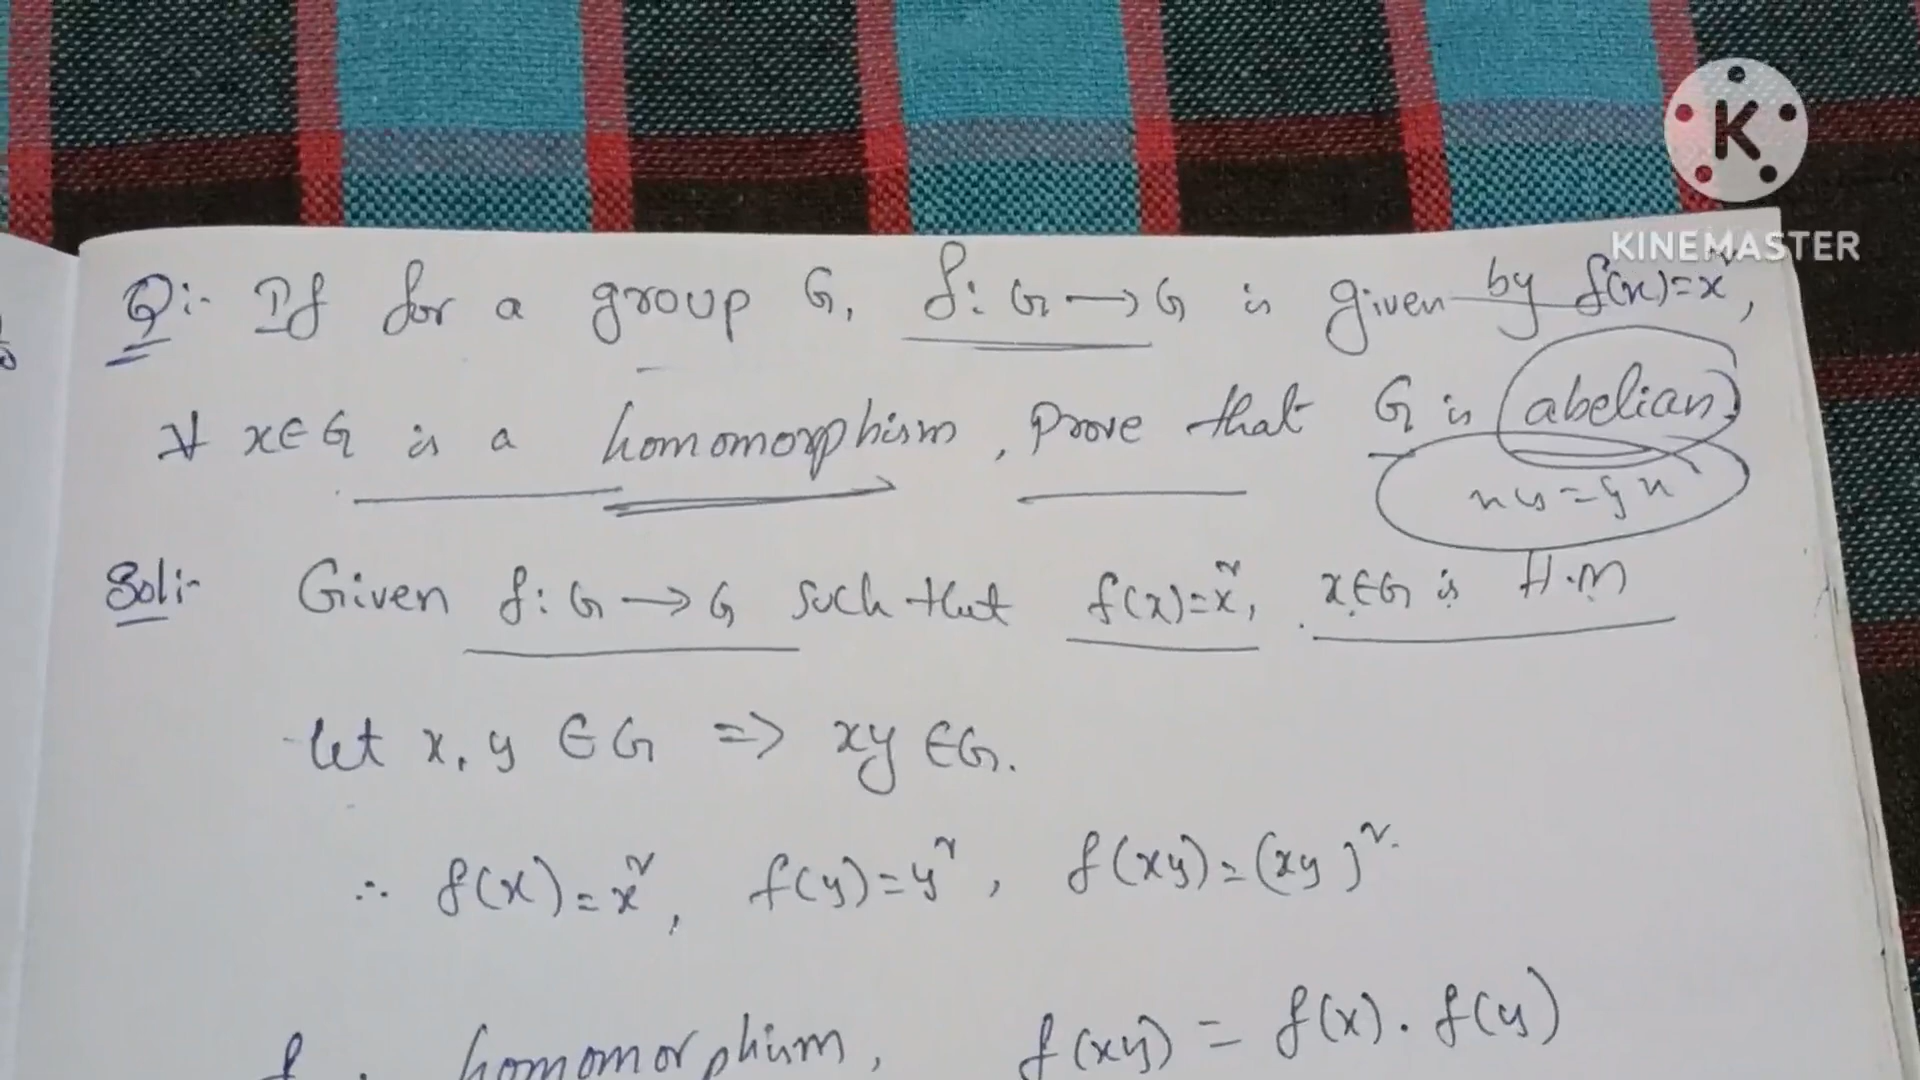 K
KINEMASTER
Q:- If for a group G, f: G → G is given by f(x)=x²,
∀ x∈G is a homomorphism, Prove that G is abelian.
xy=yx
Sol:- Given f: G → G such that f(x)=x², x∈G is H.M
Let x, y ∈ G => xy ∈ G.
∴ f(x)=x², f(y)=y², f(xy)=(xy)².
homomorphism, f(xy) = f(x). f(y)